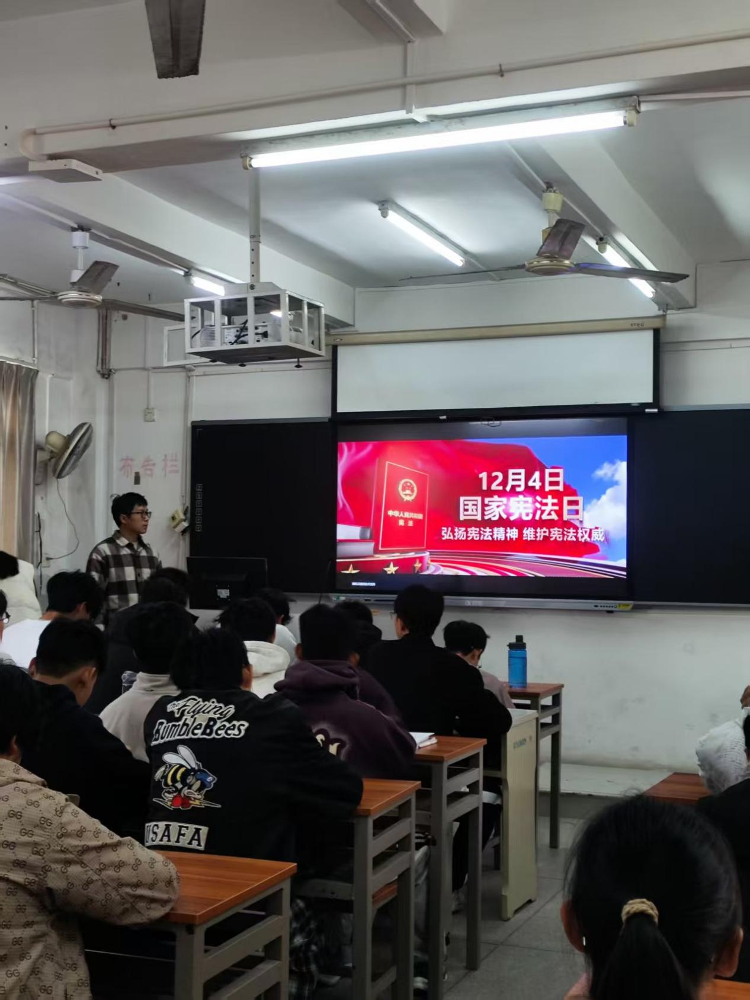 布告栏
12月4日
国家宪法日
弘扬宪法精神 维护宪法权威
中华人民共和国
宪法
The Flying
BumbleBees
USAFA